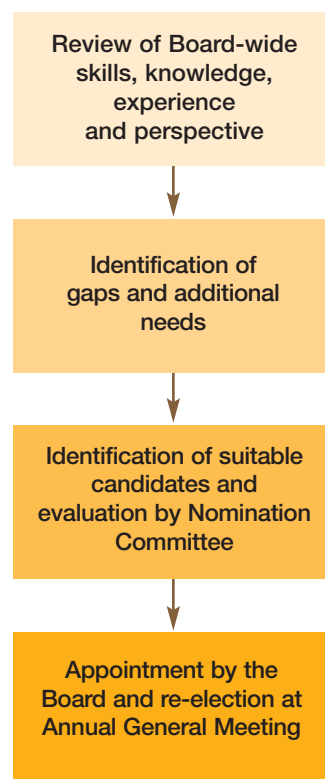 Review of Board-wide
skills, knowledge,
experience
and perspective
Identification of
gaps and additional
needs
Identification of suitable
candidates and
evaluation by Nomination
Committee
Appointment by the
Board and re-election at
Annual General Meeting